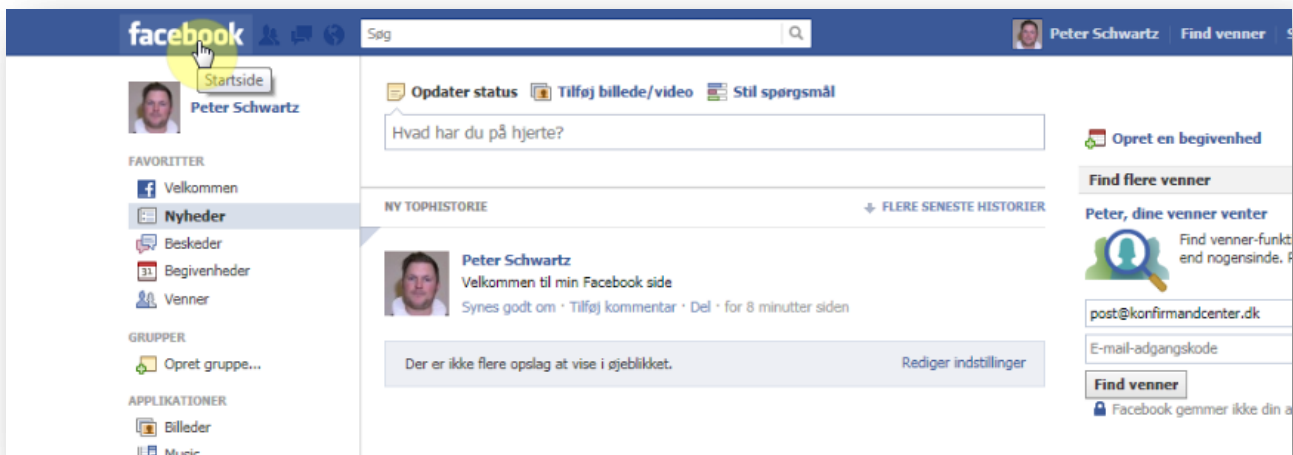 facebook
Søg
Peter Schwartz
Find venner
Startside
Peter Schwartz
FAVORITTER
Velkommen
Nyheder
Beskeder
31
Begivenheder
Venner
GRUPPER
Opret gruppe...
APPLIKATIONER
Billeder
Music
Opdater status
Tilføj billede/video
Stil spørgsmål
Hvad har du på hjerte?
NY TOPHISTORIE
FLERE SENESTE HISTORIER
Peter Schwartz
Velkommen til min Facebook side
Synes godt om · Tilføj kommentar · Del · for 8 minutter siden
Der er ikke flere opslag at vise i øjeblikket.
Rediger indstillinger
Opret en begivenhed
Find flere venner
Peter, dine venner venter
Find venner-funkt
end nogensinde.
post@konfirmandcenter.dk
E-mail-adgangskode
Find venner
Facebook gemmer ikke din a